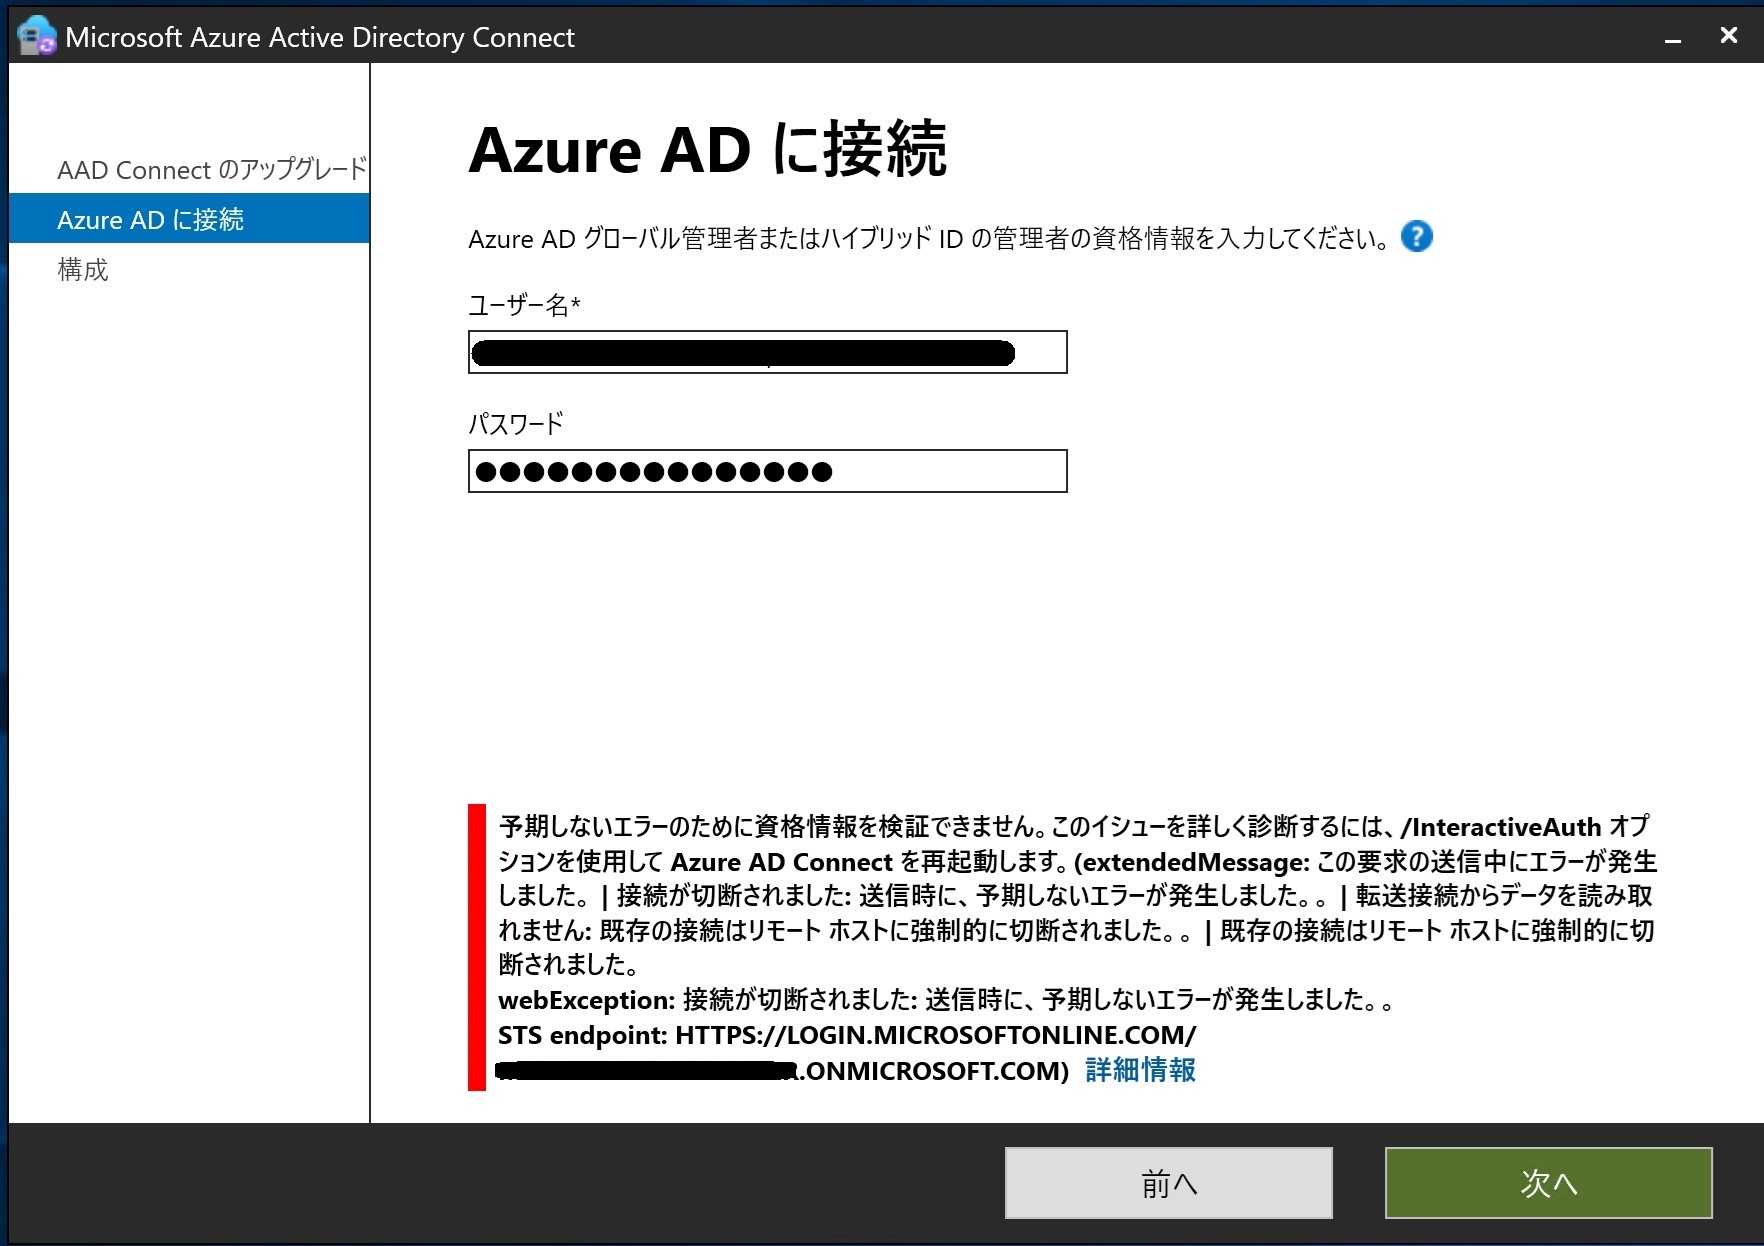 Microsoft Azure Active Directory Connect
AAD Connect のアップグレード
Azure AD に接続
構成
Azure AD に接続
Azure AD グローバル管理者またはハイブリッド ID の管理者の資格情報を入力してください。 ?
ユーザー名*
パスワード
●●●●●●●●●●●●●●●
予期しないエラーのために資格情報を検証できません。このイシューを詳しく診断するには、/InteractiveAuth オプ
ションを使用して Azure AD Connect を再起動します。(extendedMessage: この要求の送信中にエラーが発生
しました。 | 接続が切断されました: 送信時に、予期しないエラーが発生しました。。 | 転送接続からデータを読み取
れません: 既存の接続はリモート ホストに強制的に切断されました。。 | 既存の接続はリモート ホストに強制的に切
断されました。
webException: 接続が切断されました: 送信時に、予期しないエラーが発生しました。。
STS endpoint: HTTPS://LOGIN.MICROSOFTONLINE.COM/
.ONMICROSOFT.COM) 詳細情報
前へ
次へ